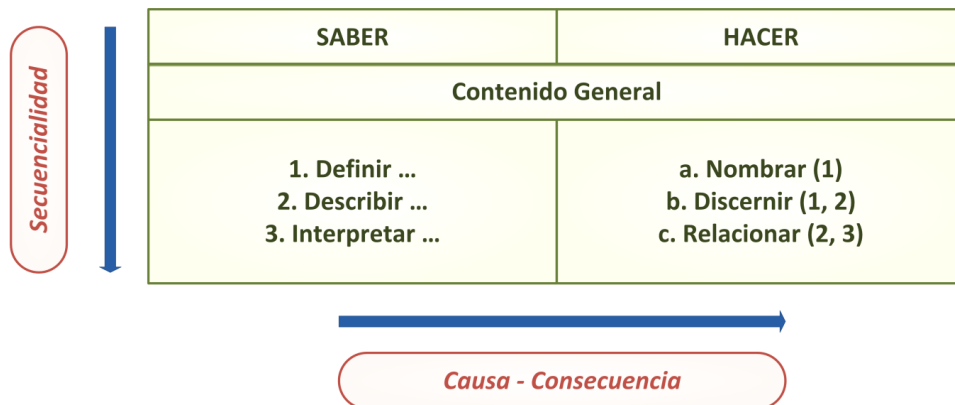 Secuencialidad
SABER
HACER
Contenido General
1. Definir ...
2. Describir ...
3. Interpretar ...
a. Nombrar (1)
b. Discernir (1, 2)
c. Relacionar (2, 3)
Causa - Consecuencia